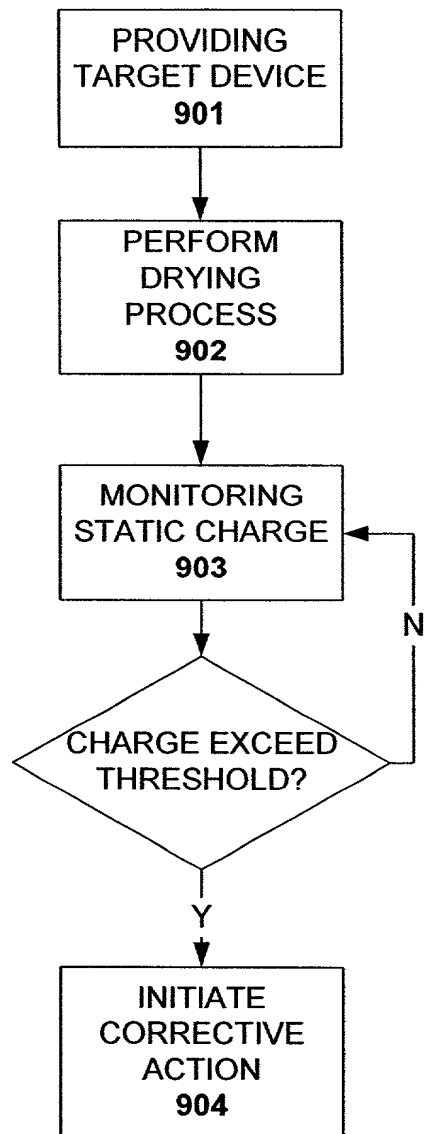 PROVIDING
TARGET DEVICE
901
PERFORM
DRYING
PROCESS
902
MONITORING
STATIC CHARGE
903
N
CHARGE EXCEED
THRESHOLD?
Y
INITIATE
CORRECTIVE
ACTION
904